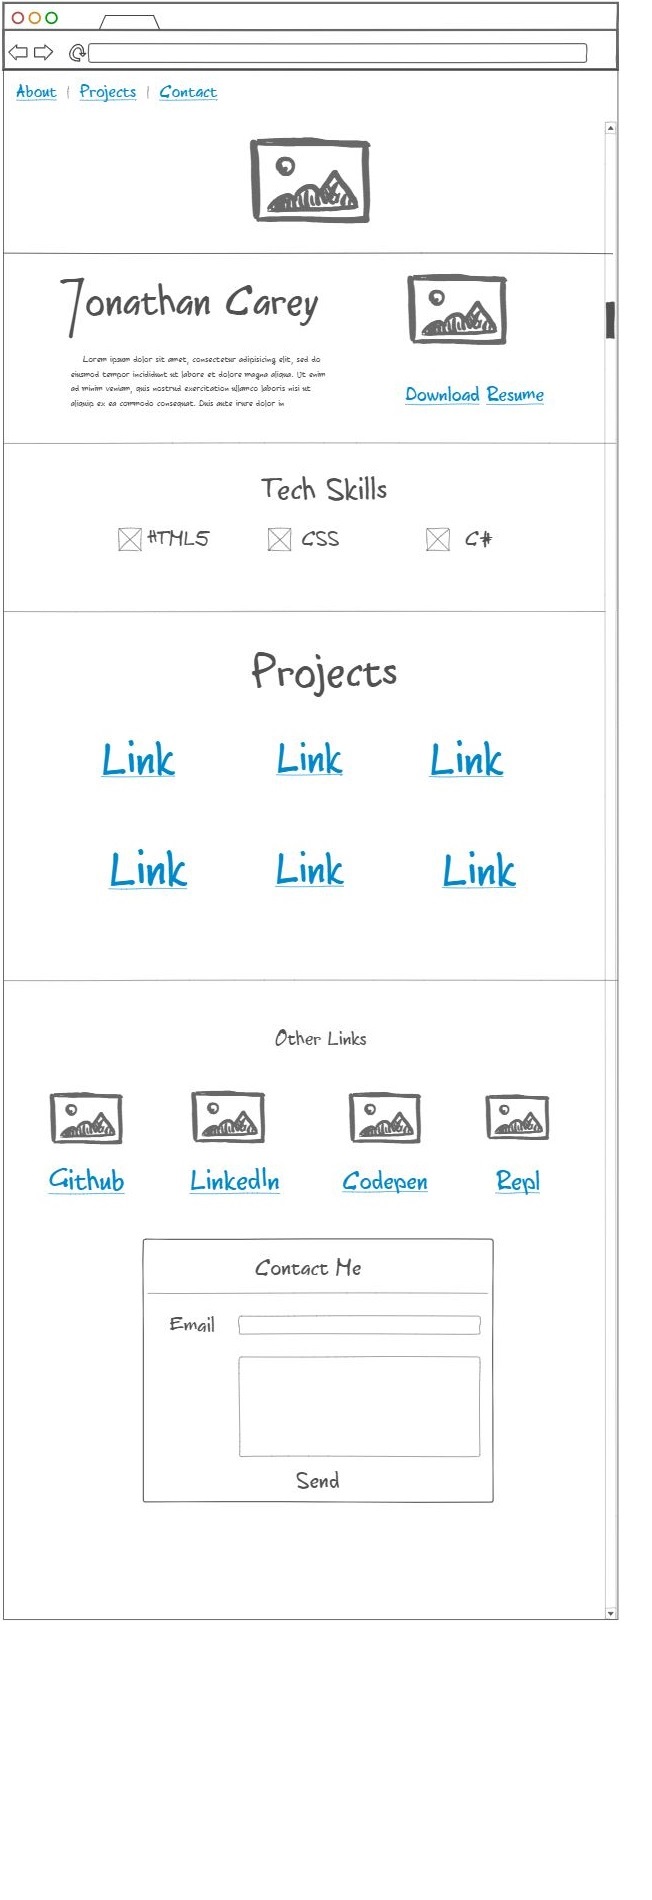 About | Projects | Contact
Jonathan Carey
Lorem ipsum dolor sit amet, consectetur adipisicing elit, sed do
eiusmod tempor incididunt ut labore et dolore magna aliqua. Ut enim
ad minim veniam, quis nostrud exercitation ullamco laboris nisi ut
aliquip ex ea commodo consequat. Duis aute irure dolor in
Download Resume
Tech Skills
HTML5 CSS C#
Projects
Link Link Link
Link Link Link
Other Links
Github LinkedIn Codepen Repl
Contact Me
Email
Send